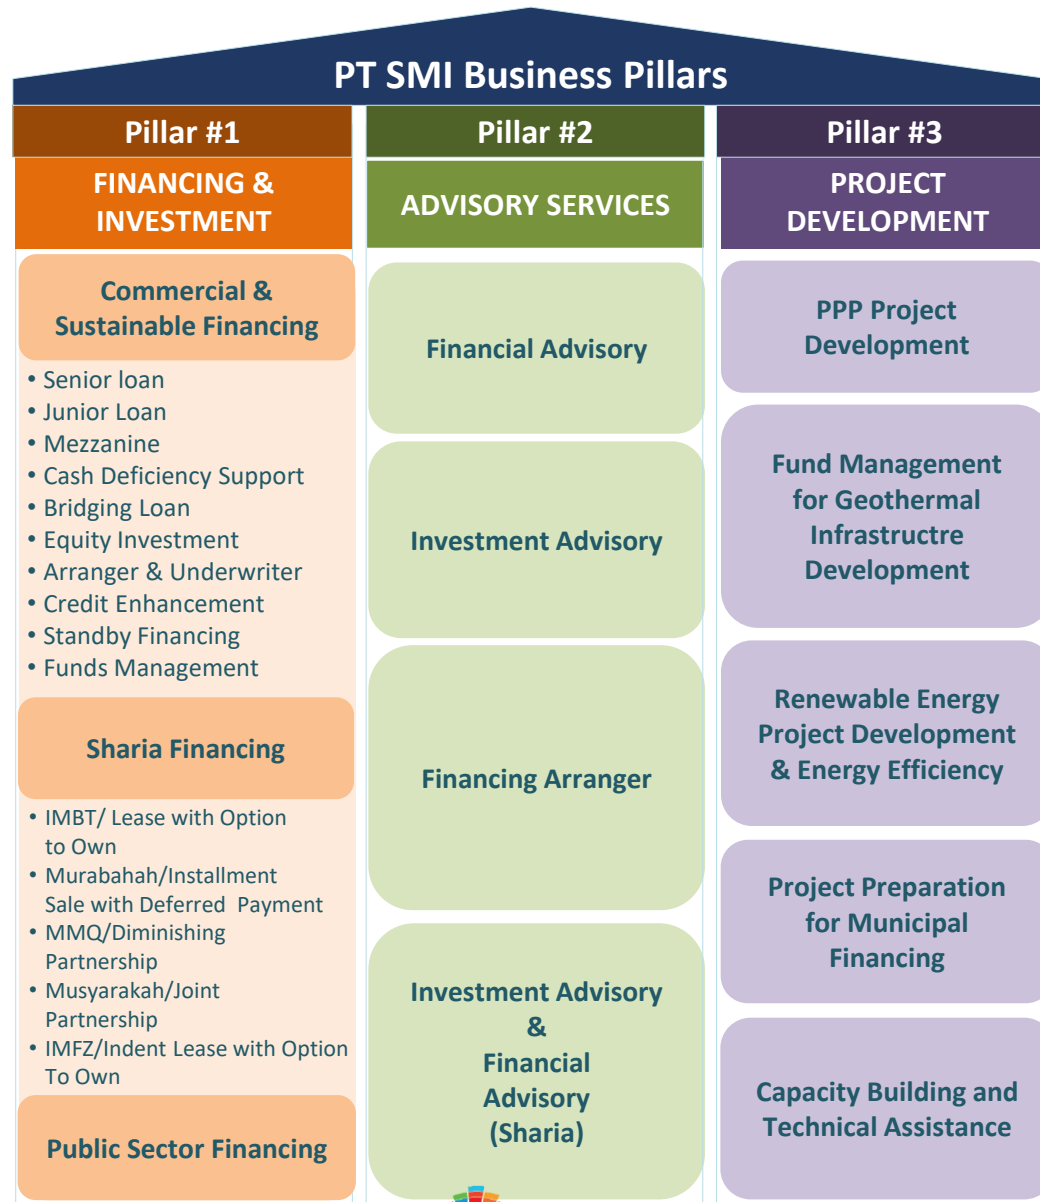 PT SMI Business Pillars
Pillar #1
FINANCING &
INVESTMENT
Commercial &
Sustainable Financing
• Senior loan
• Junior Loan
• Mezzanine
• Cash Deficiency Support
• Bridging Loan
• Equity Investment
• Arranger & Underwriter
• Credit Enhancement
• Standby Financing
• Funds Management
Sharia Financing
• IMBT/ Lease with Option
to Own
• Murabahah/Installment
Sale with Deferred Payment
• MMQ/Diminishing
Partnership
• Musyarakah/Joint
Partnership
• IMFZ/Indent Lease with Option
To Own
Public Sector Financing
Pillar #2
ADVISORY SERVICES
Financial Advisory
Investment Advisory
Financing Arranger
Investment Advisory
&
Financial
Advisory
(Sharia)
Pillar #3
PROJECT
DEVELOPMENT
PPP Project
Development
Fund Management
for Geothermal
Infrastructre
Development
Renewable Energy
Project Development
& Energy Efficiency
Project Preparation
for Municipal
Financing
Capacity Building and
Technical Assistance